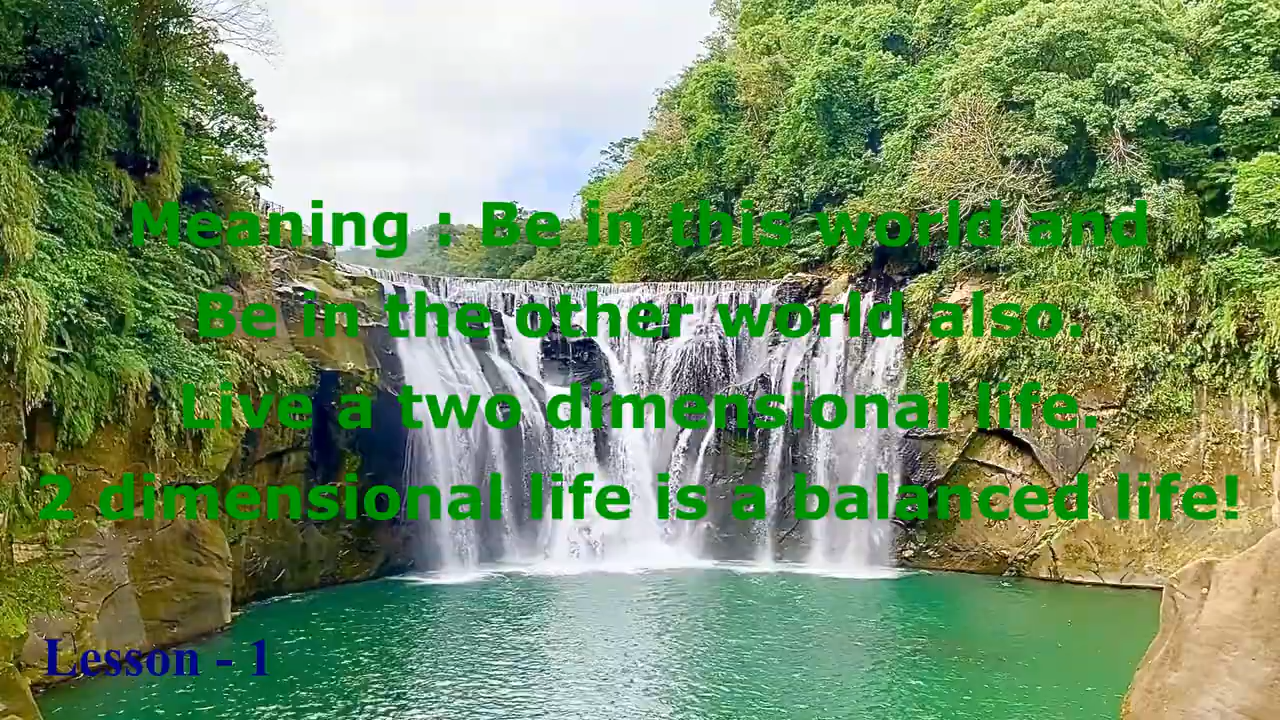 Meaning : Be in this world and
Be in the other world also.
Live a two dimensional life.
2 dimensional life is a balanced life!
Lesson - 1